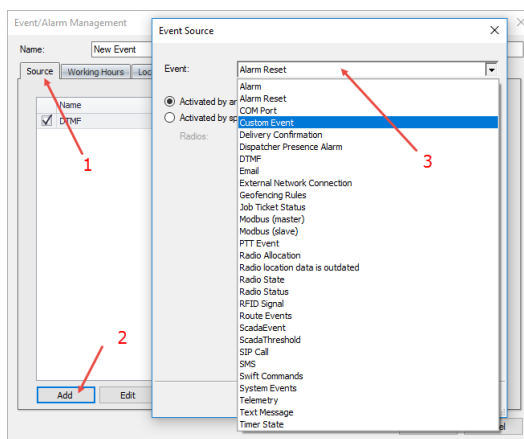 Event/Alarm Management
Name: New Event
Source Working Hours Loc
Name
DTMF
1
2
Add Edit
Event Source
Event: Alarm Reset
Activated by an
Activated by sp
Radios:
3
Alarm
Alarm Reset
COM Port
Custom Event
Delivery Confirmation
Dispatcher Presence Alarm
DTMF
Email
External Network Connection
Geofencing Rules
Job Ticket Status
Modbus (master)
Modbus (slave)
PTT Event
Radio Allocation
Radio location data is outdated
Radio State
Radio Status
RFID Signal
Route Events
ScadaEvent
ScadaThreshold
SIP Call
SMS
Swift Commands
System Events
Telemetry
Text Message
Timer State